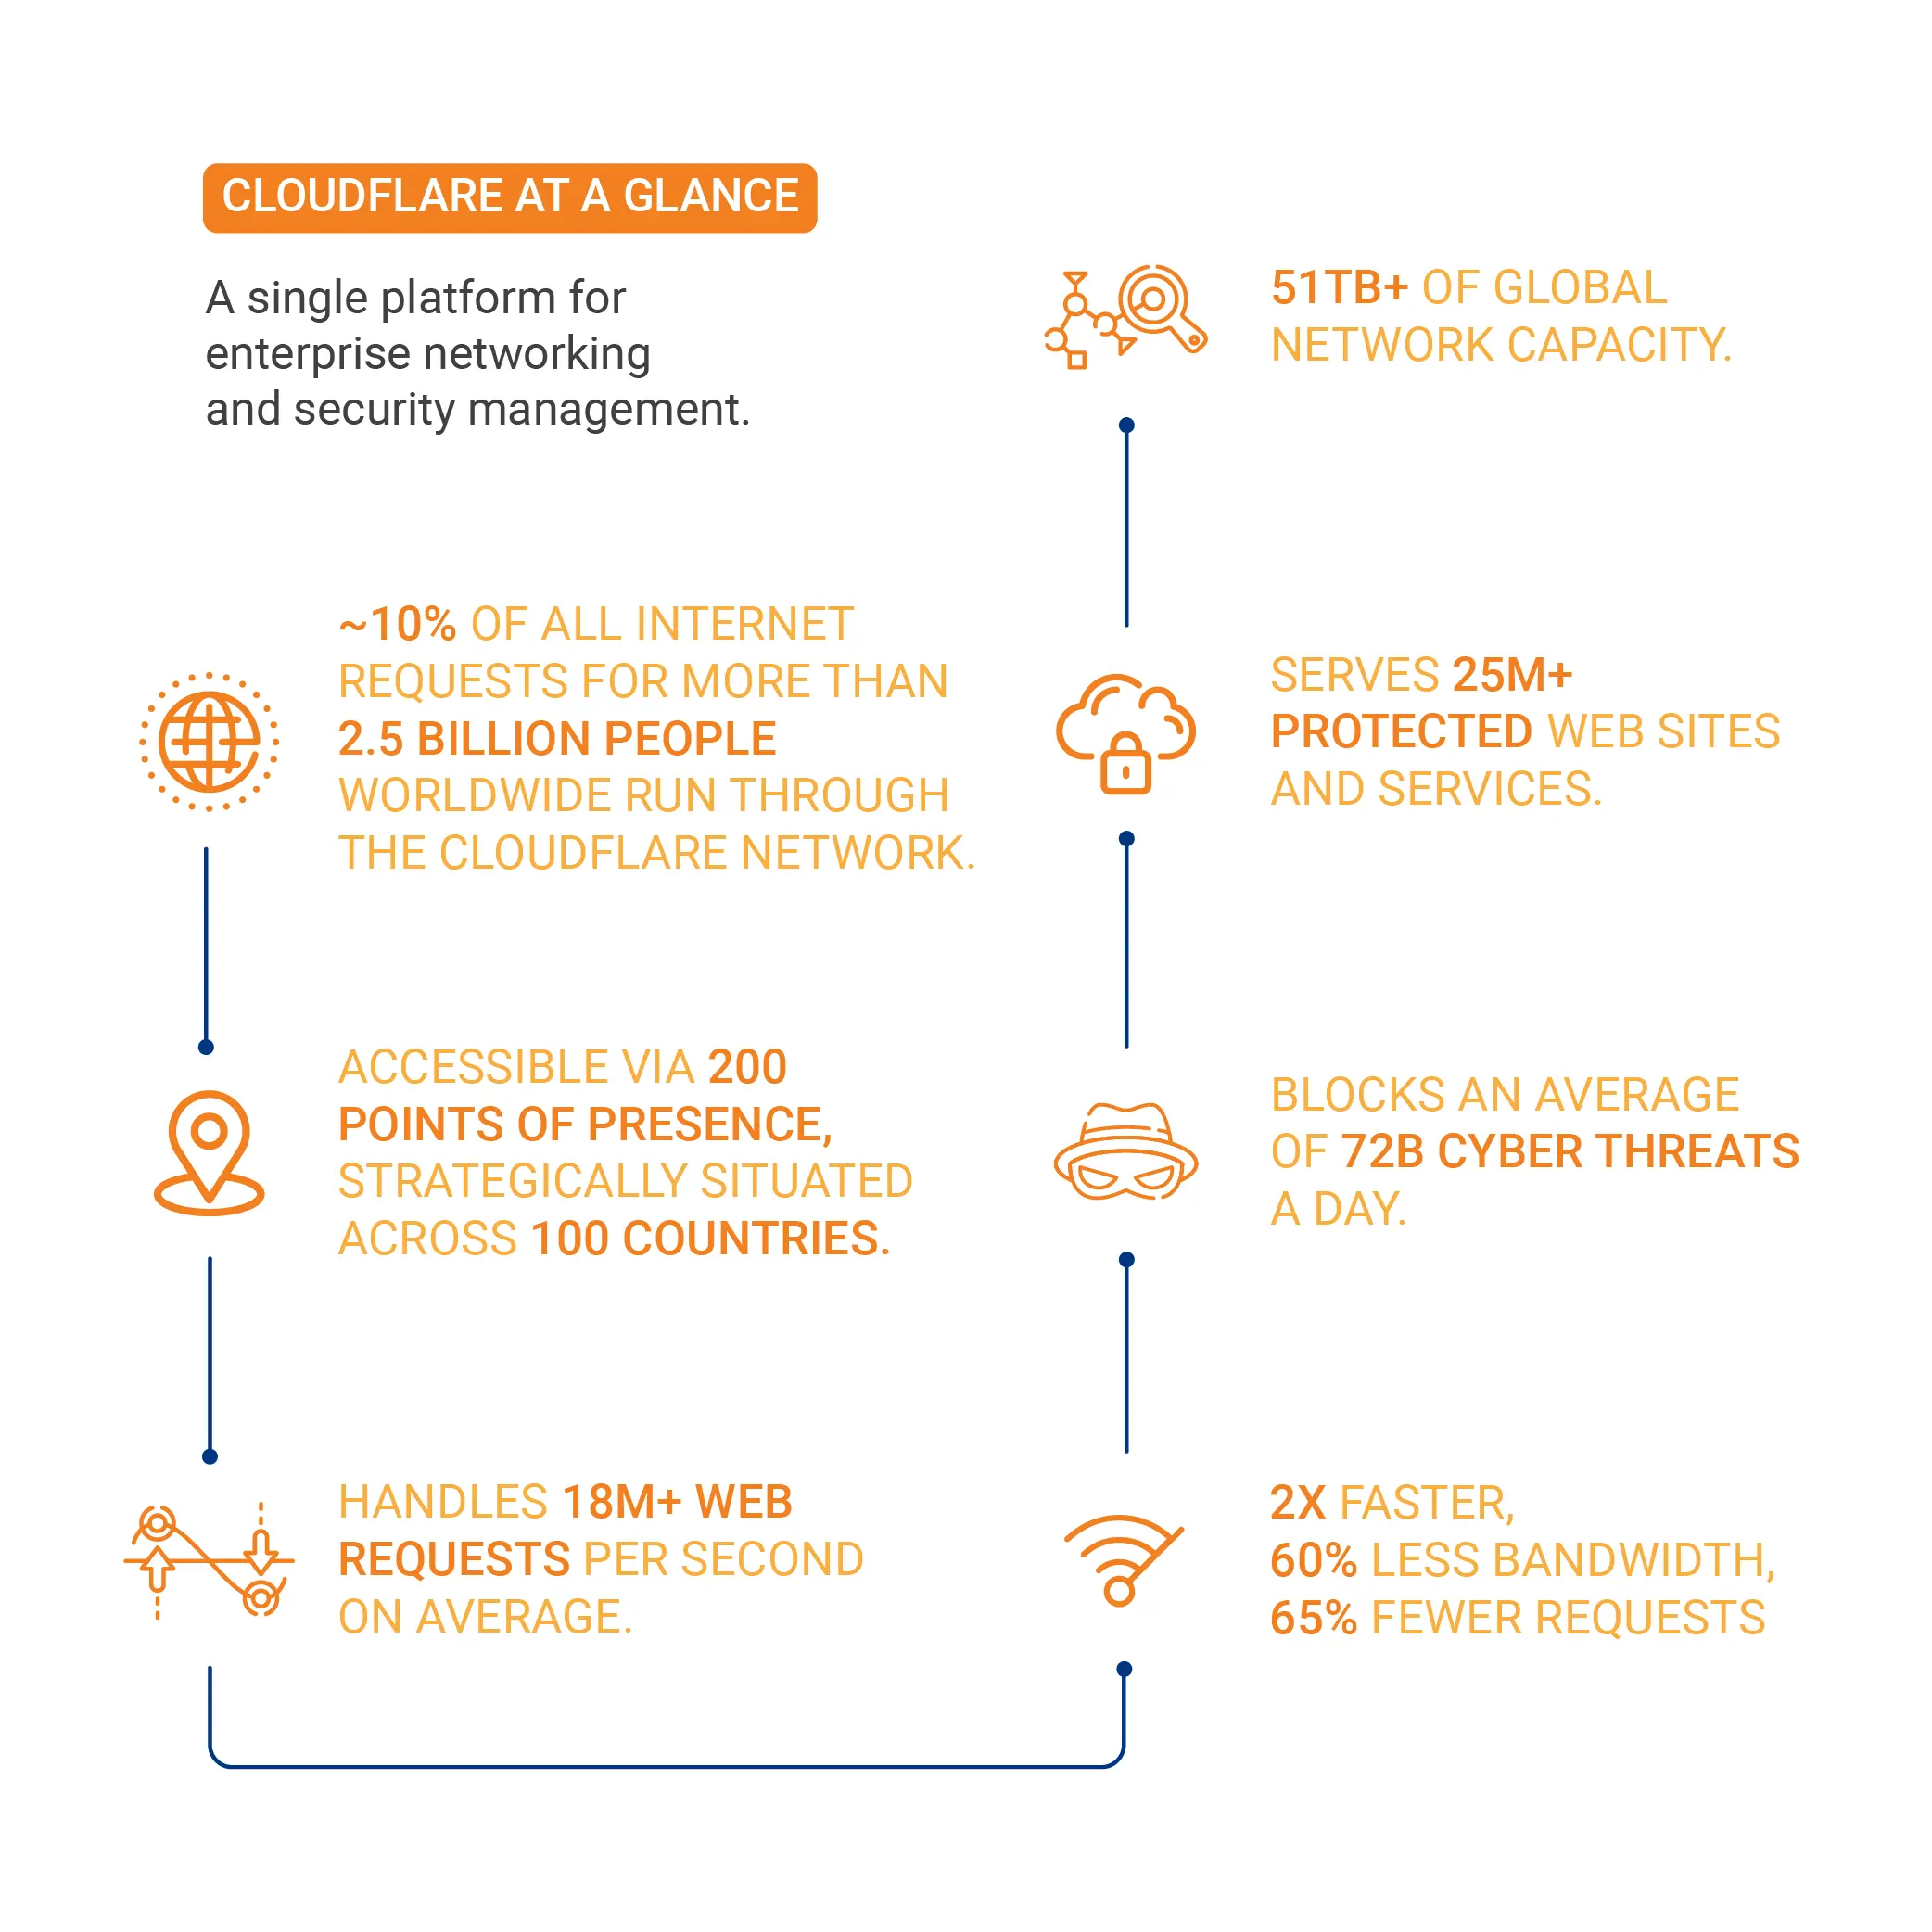 CLOUDFLARE AT A GLANCE
A single platform for
enterprise networking
and security management.
~10% OF ALL INTERNET
REQUESTS FOR MORE THAN
2.5 BILLION PEOPLE
WORLDWIDE RUN THROUGH
THE CLOUDFLARE NETWORK.
ACCESSIBLE VIA 200
POINTS OF PRESENCE,
STRATEGICALLY SITUATED
ACROSS 100 COUNTRIES.
HANDLES 18M+ WEB
REQUESTS PER SECOND
ON AVERAGE.
2X FASTER,
60% LESS BANDWIDTH,
65% FEWER REQUESTS
BLOCKS AN AVERAGE
OF 72B CYBER THREATS
A DAY.
SERVES 25M+
PROTECTED WEB SITES
AND SERVICES.
51TB+ OF GLOBAL
NETWORK CAPACITY.